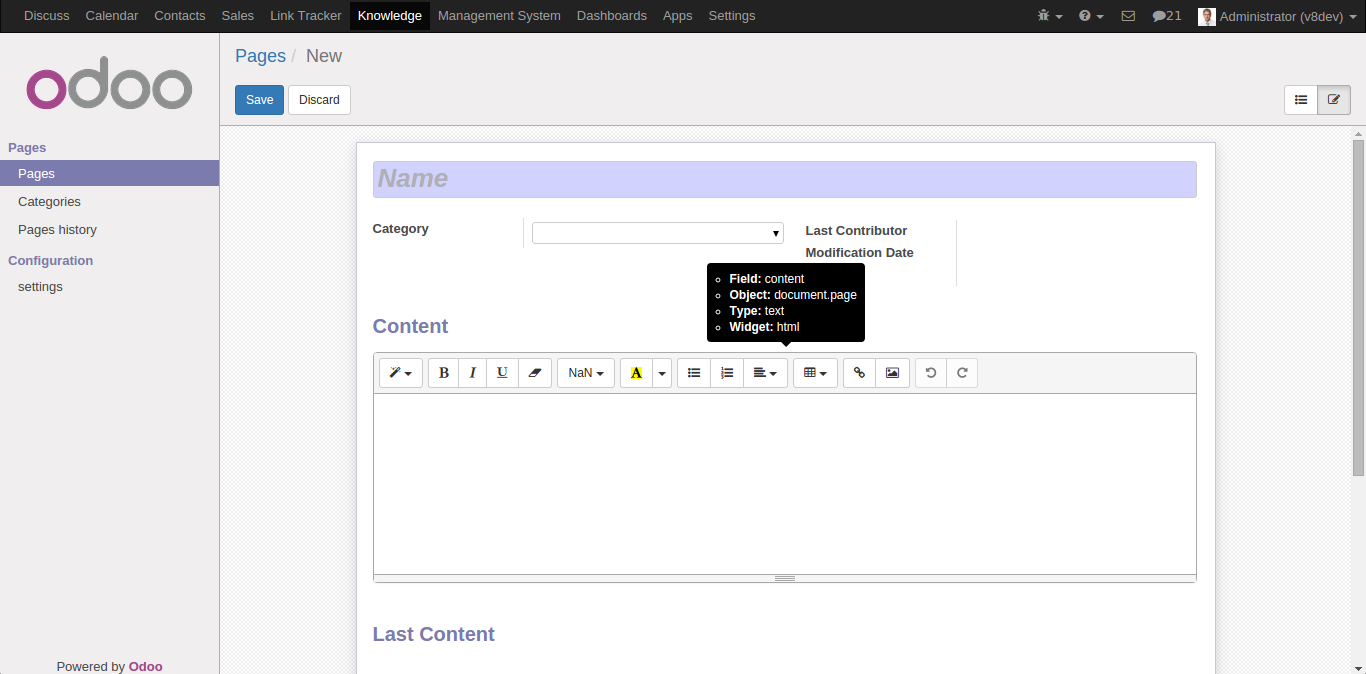 Discuss Calendar Contacts Sales Link Tracker Knowledge Management System Dashboards Apps Settings 21 Administrator (v8dev)
odoo
Pages / New
Save Discard
Pages
Pages
Categories
Pages history
Configuration
settings
Powered by Odoo
Name
Category
Last Contributor
Modification Date
Field: content
Object: document.page
Type: text
Widget: html
Content
B I U NaN A
Last Content